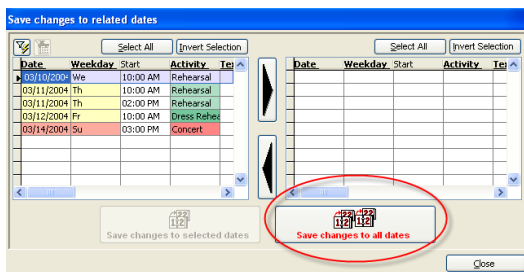 Save changes to related dates
Select All Invert Selection Select All Invert Selection
Date Weekday Start Activity Date Weekday Start Activity
03/10/2004 We 10:00 AM Rehearsal
03/11/2004 Th 10:00 AM Rehearsal
03/11/2004 Th 02:00 PM Rehearsal
03/12/2004 Fr 10:00 AM Dress Rehea
03/14/2004 Su 03:00 PM Concert
Save changes to selected dates Save changes to all dates
Close